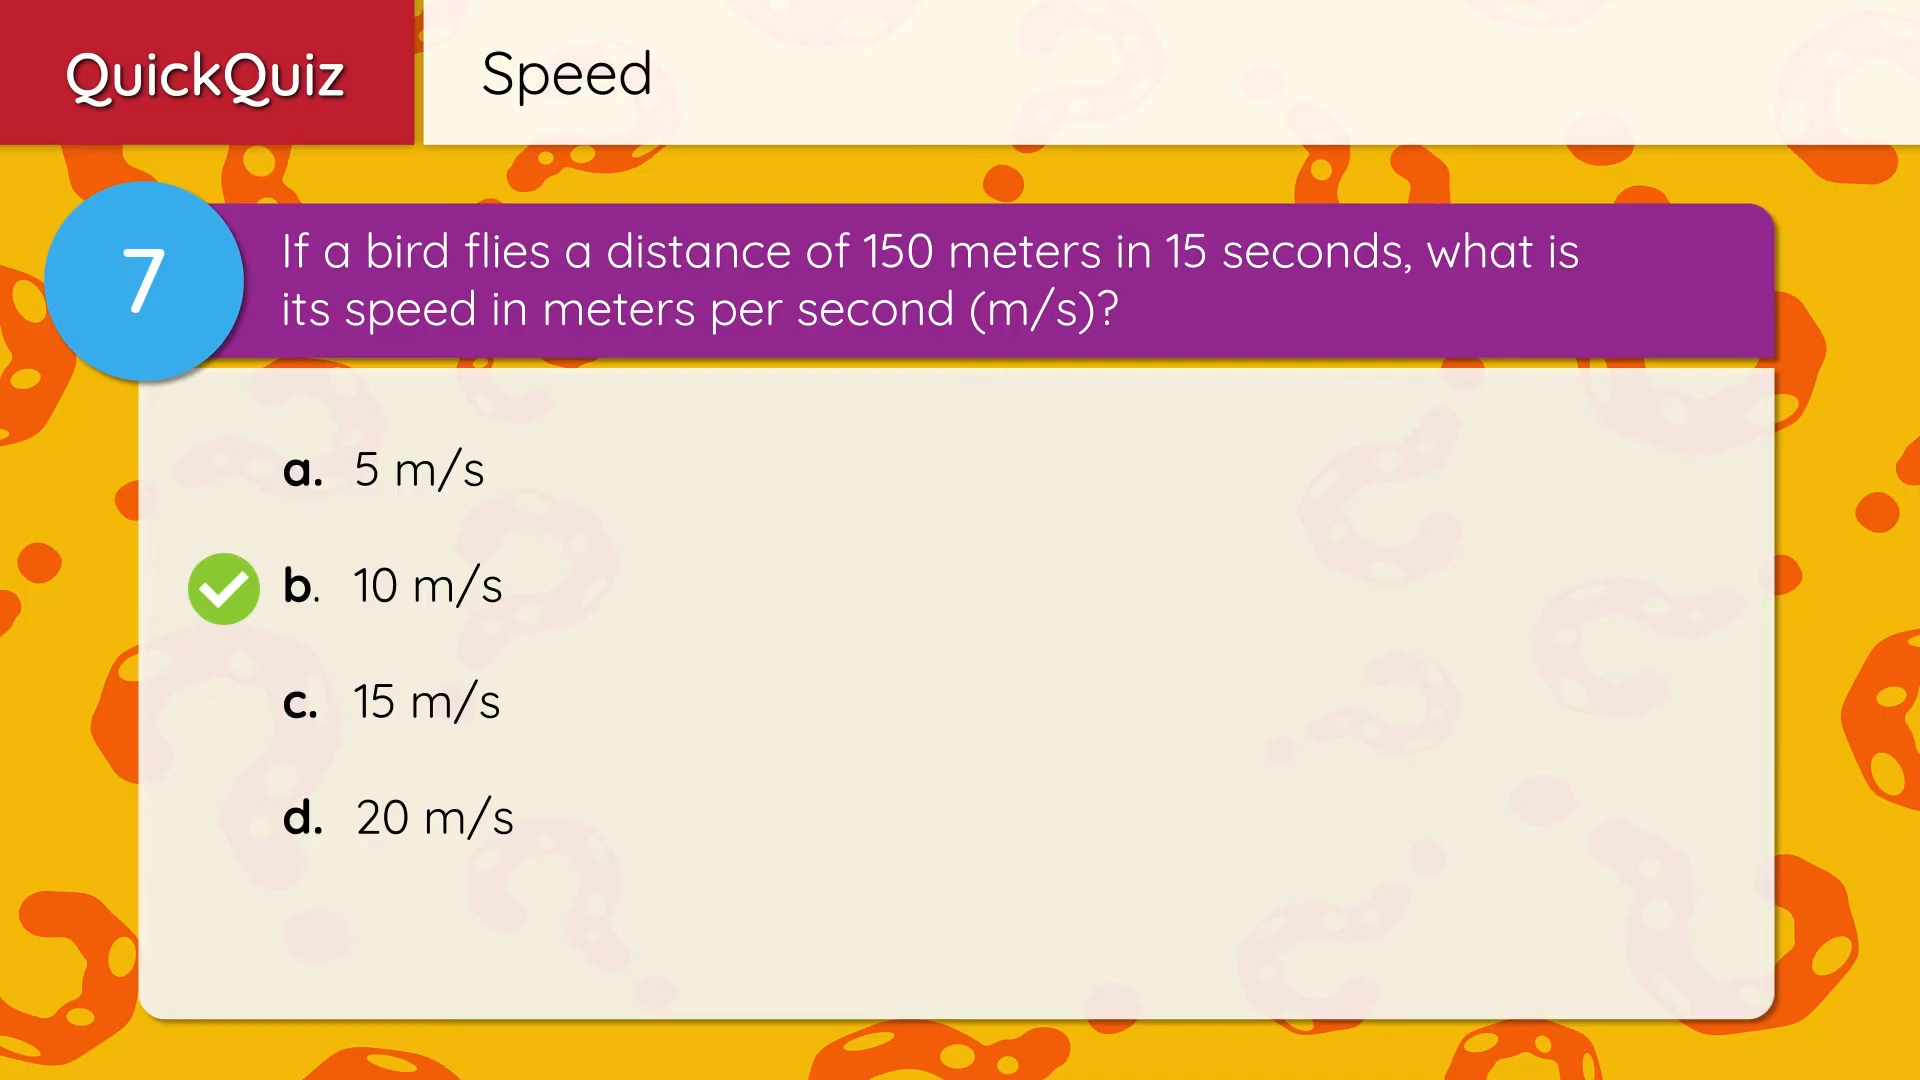 QuickQuiz
Speed
7
If a bird flies a distance of 150 meters in 15 seconds, what is
its speed in meters per second (m/s)?
a. 5 m/s
b. 10 m/s
c. 15 m/s
d. 20 m/s